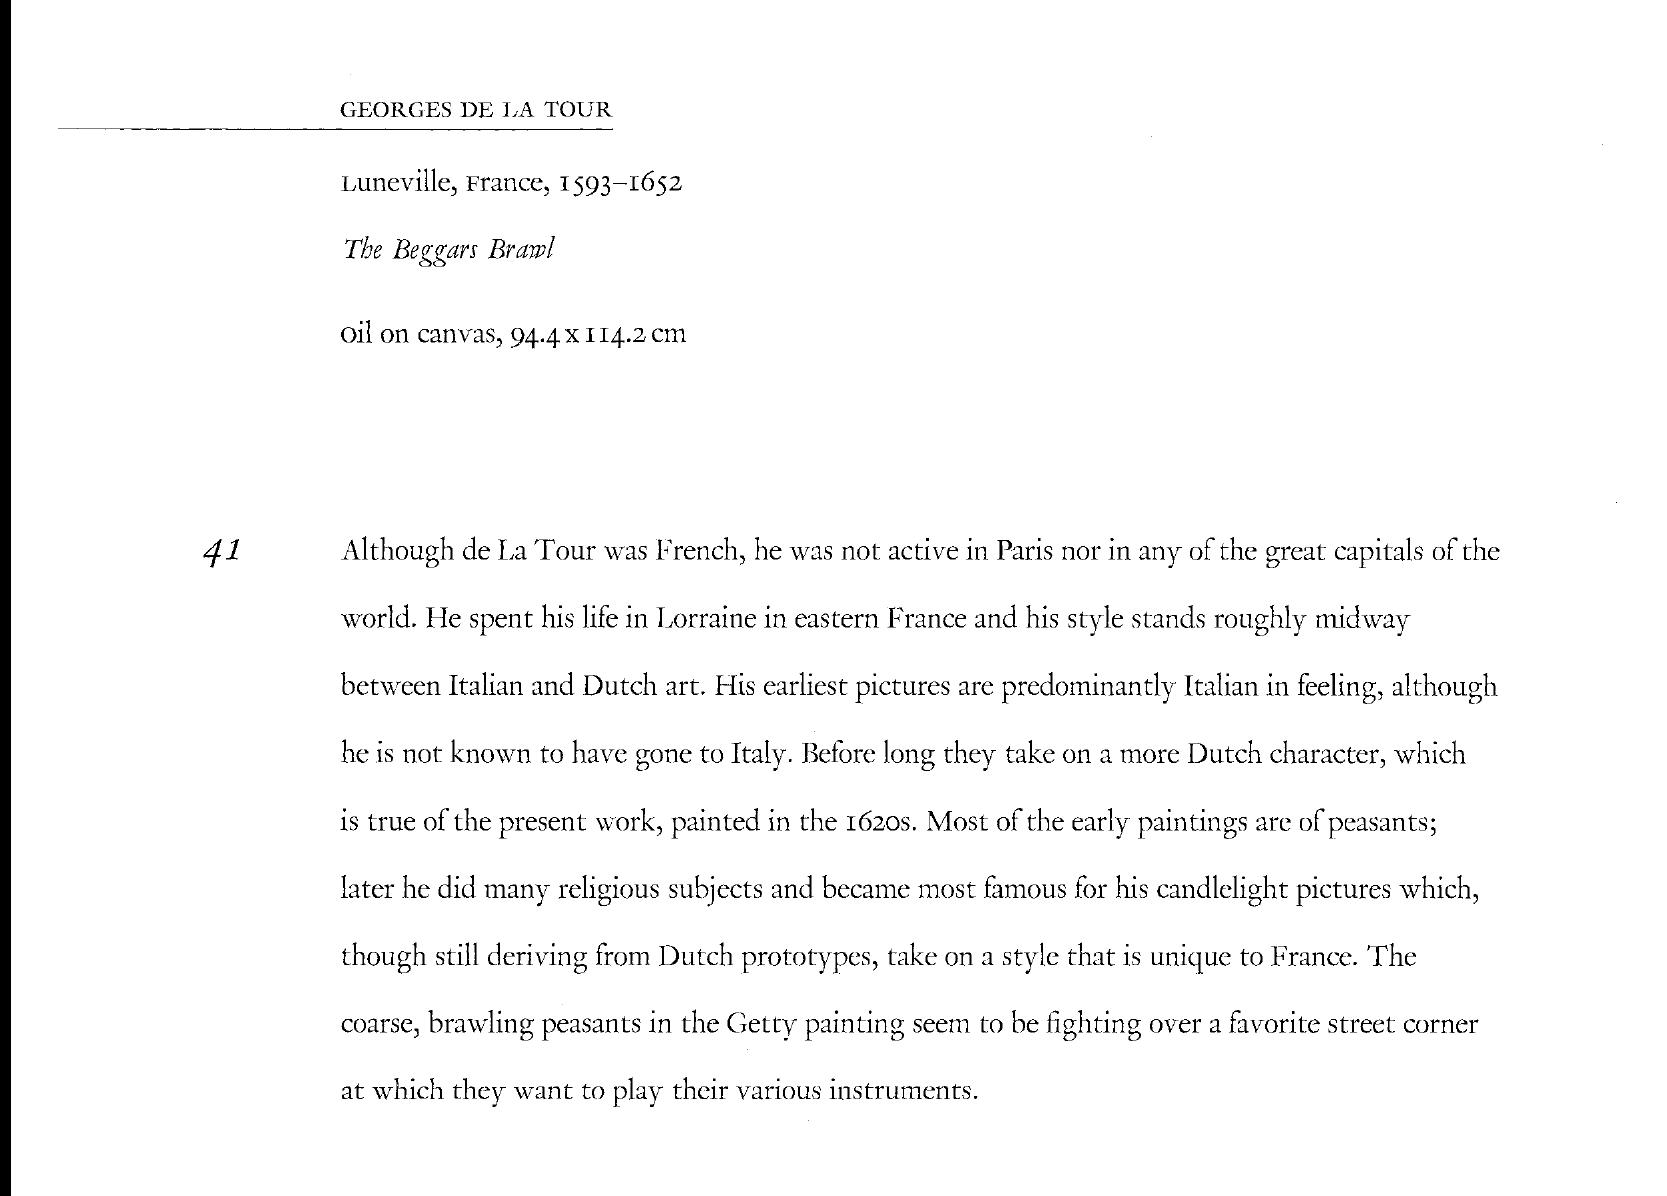 GEORGES DE LA TOUR
Luneville, France, 1593–1652
The Beggars Brawl
oil on canvas, 94.4 x 114.2 cm
41 Although de La Tour was French, he was not active in Paris nor in any of the great capitals of the
world. He spent his life in Lorraine in eastern France and his style stands roughly midway
between Italian and Dutch art. His earliest pictures are predominantly Italian in feeling, although
he is not known to have gone to Italy. Before long they take on a more Dutch character, which
is true of the present work, painted in the 1620s. Most of the early paintings are of peasants;
later he did many religious subjects and became most famous for his candlelight pictures which,
though still deriving from Dutch prototypes, take on a style that is unique to France. The
coarse, brawling peasants in the Getty painting seem to be fighting over a favorite street corner
at which they want to play their various instruments.